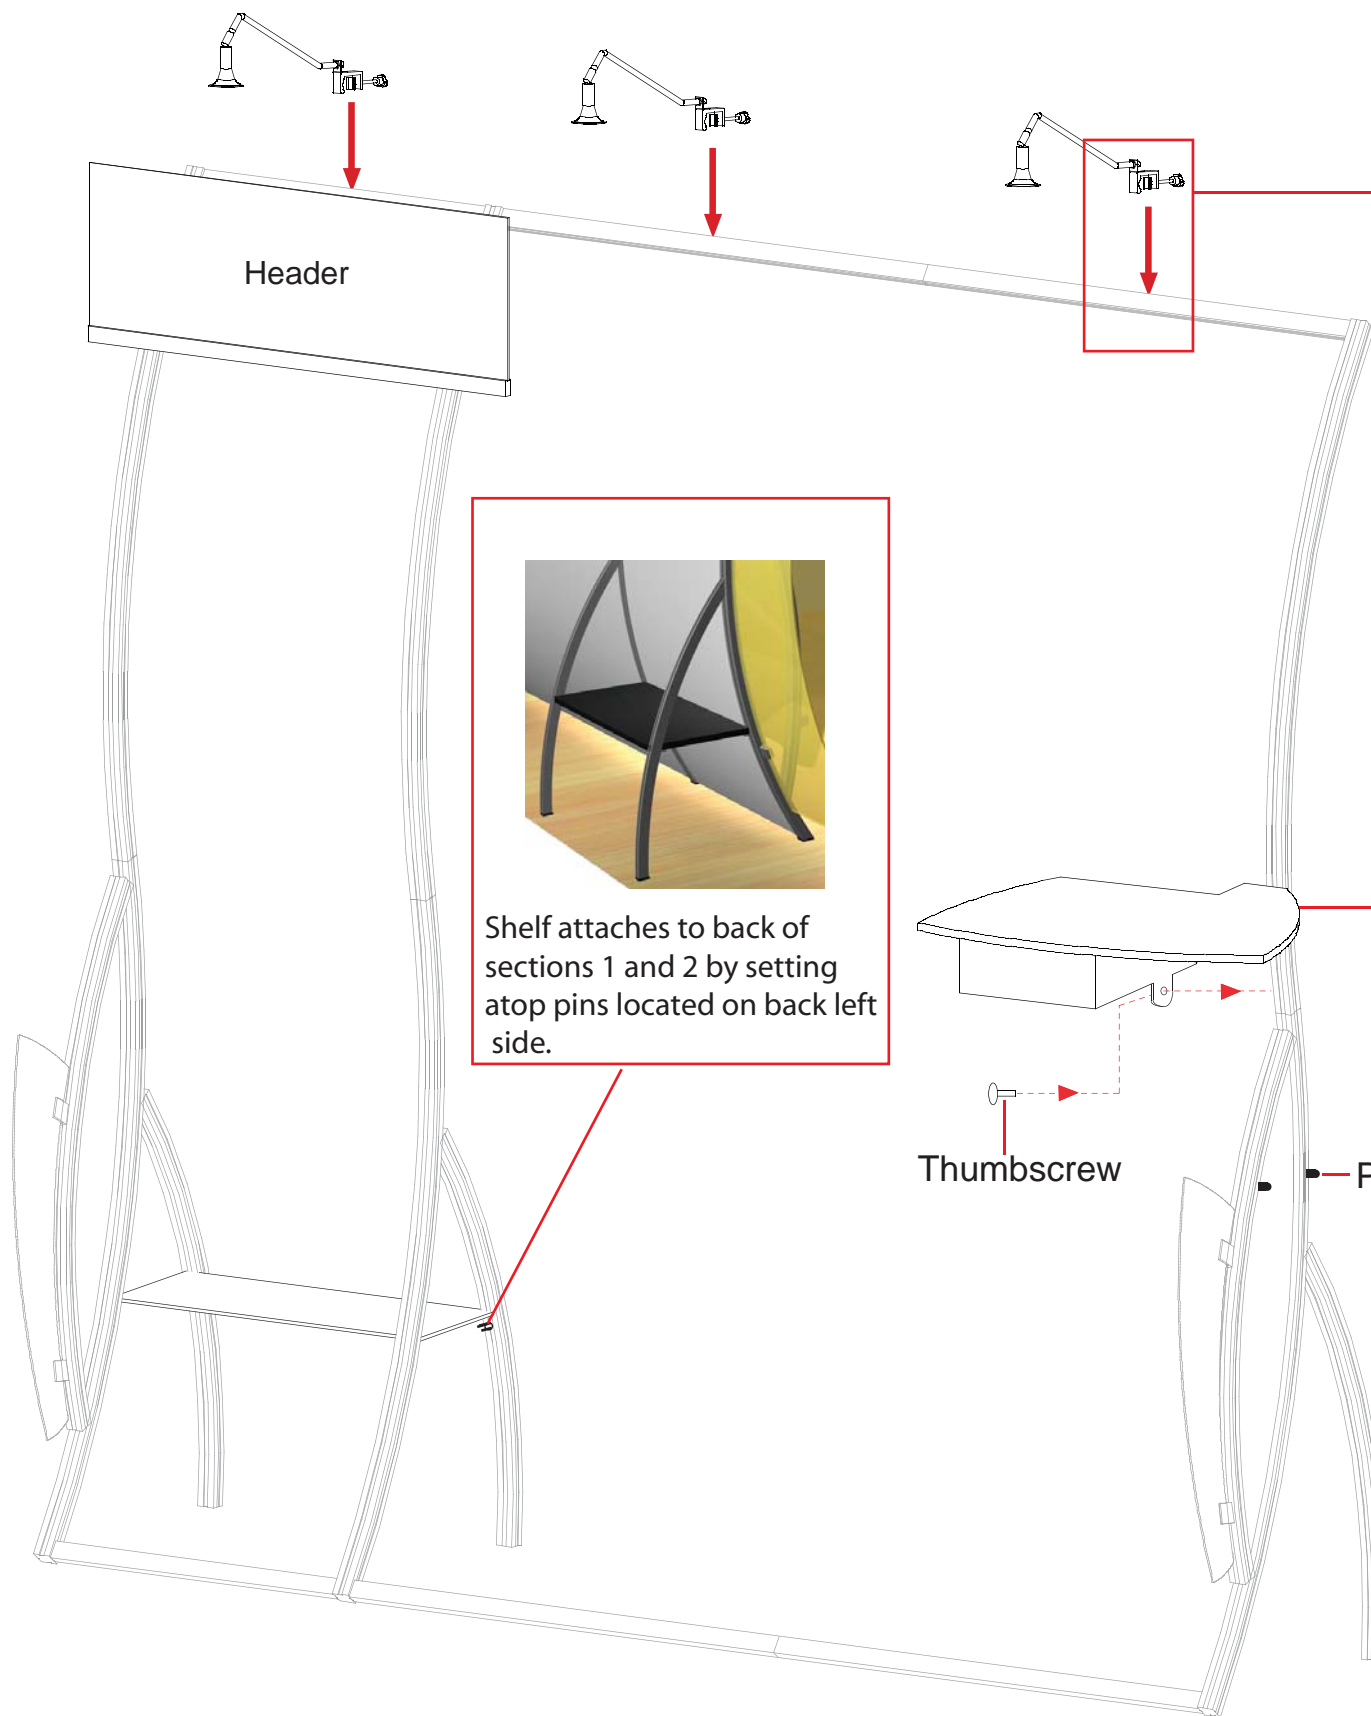 Header
Shelf attaches to back of
sections 1 and 2 by setting
atop pins located on back left
side.
Thumbscrew